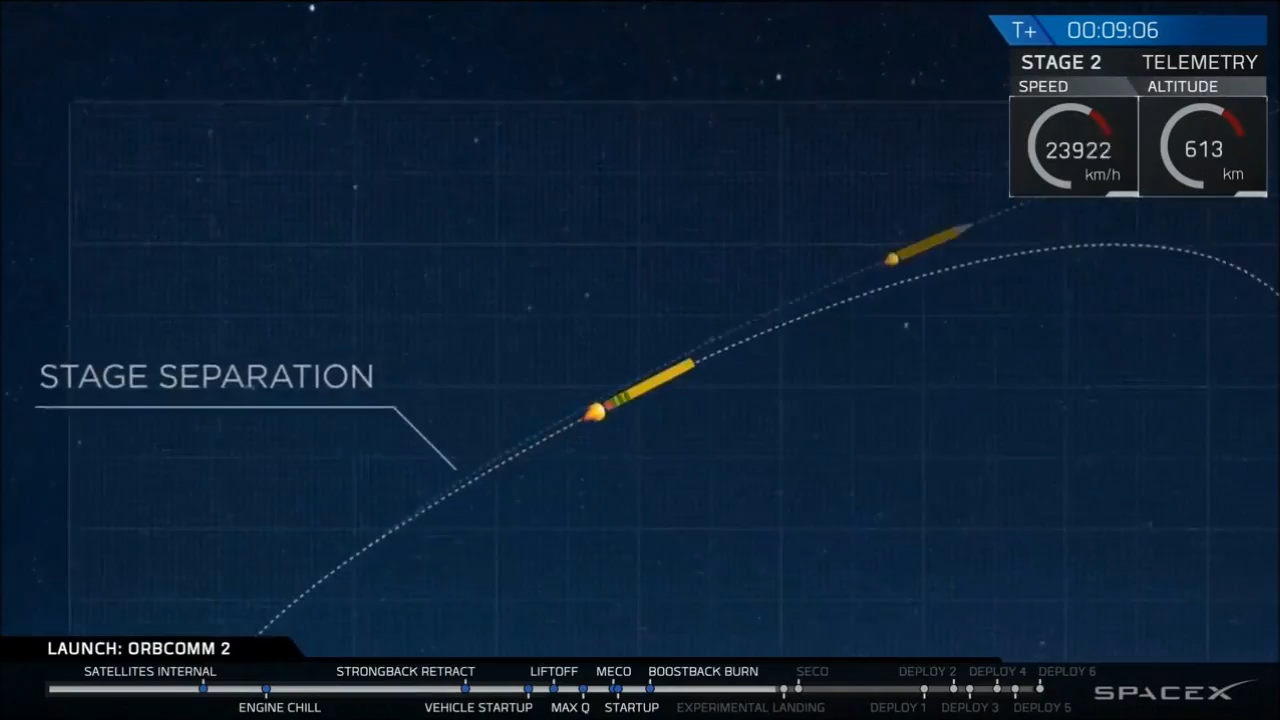 T+ 00:09:06
STAGE 2 TELEMETRY
SPEED ALTITUDE
23922 613
km/h km
STAGE SEPARATION
LAUNCH: ORBCOMM 2
SATELLITES INTERNAL STRONGBACK RETRACT LIFTOFF MECO BOOSTBACK BURN SECO DEPLOY 2 DEPLOY 4 DEPLOY 6
ENGINE CHILL VEHICLE STARTUP MAX Q STARTUP EXPERIMENTAL LANDING DEPLOY 1 DEPLOY 3 DEPLOY 5
SPACEX